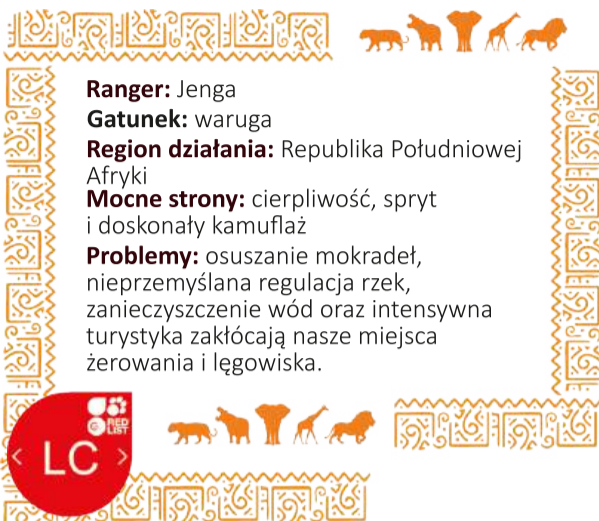 Ranger: Jenga
Gatunek: waruga
Region działania: Republika Południowej
Afryki
Mocne strony: cierpliwość, spryt
i doskonały kamuflaż
Problemy: osuszanie mokradeł,
nieprzemyślana regulacja rzek,
zanieczyszczenie wód oraz intensywna
turystyka zakłócają nasze miejsca
żerowania i lęgowiska.
RED
LIST
< LC >